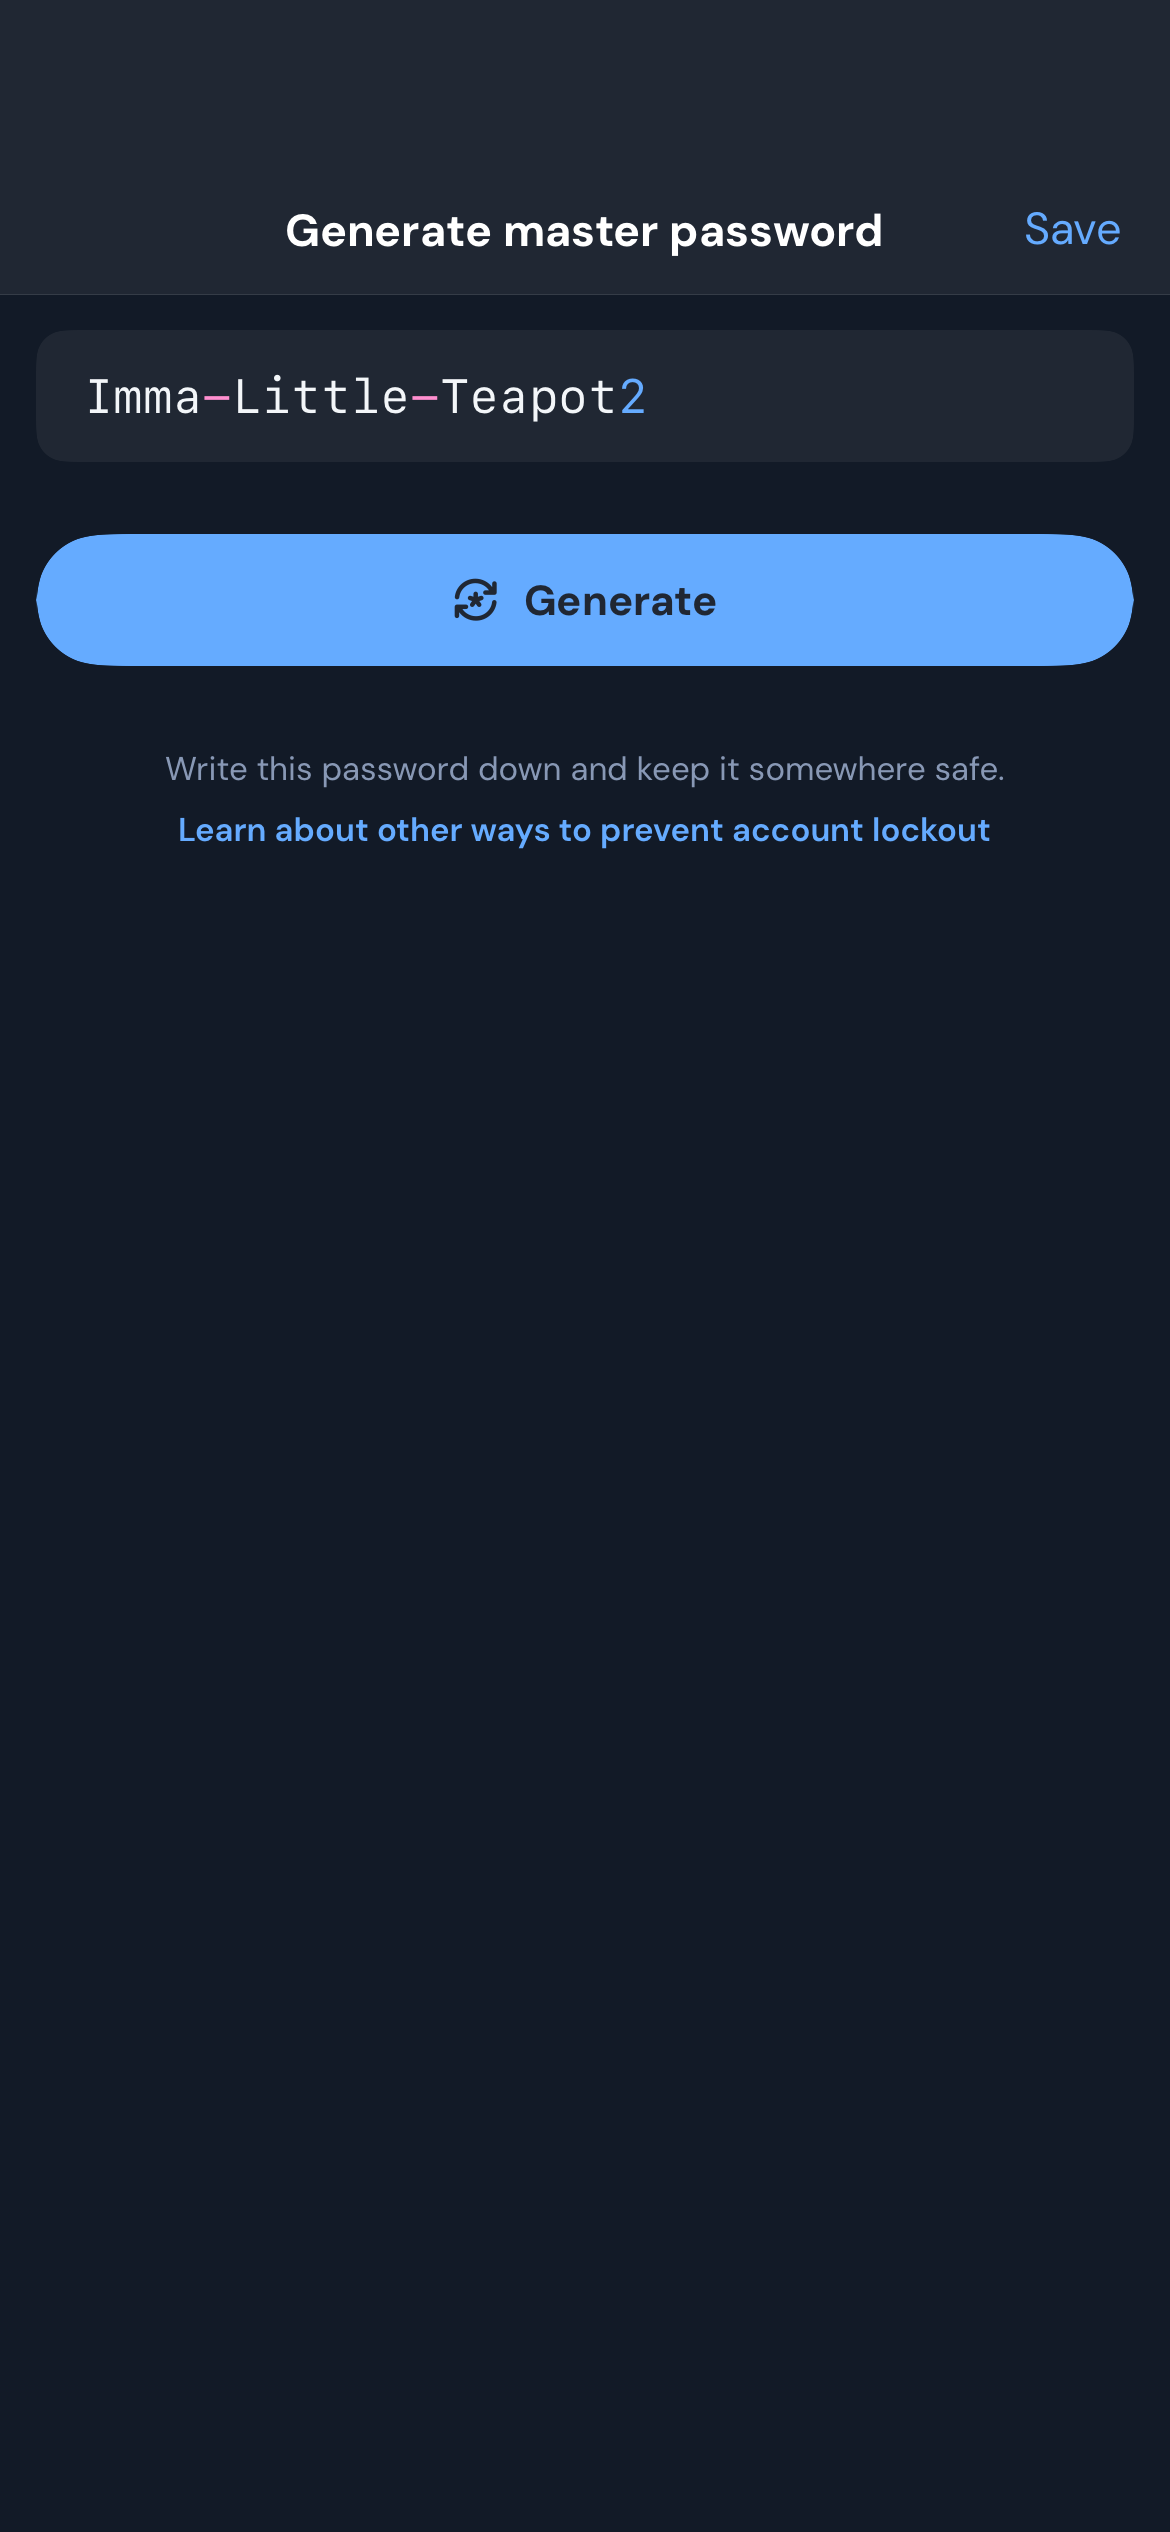 Generate master password
Save
Imma-Little-Teapot2
Generate
Write this password down and keep it somewhere safe.
Learn about other ways to prevent account lockout